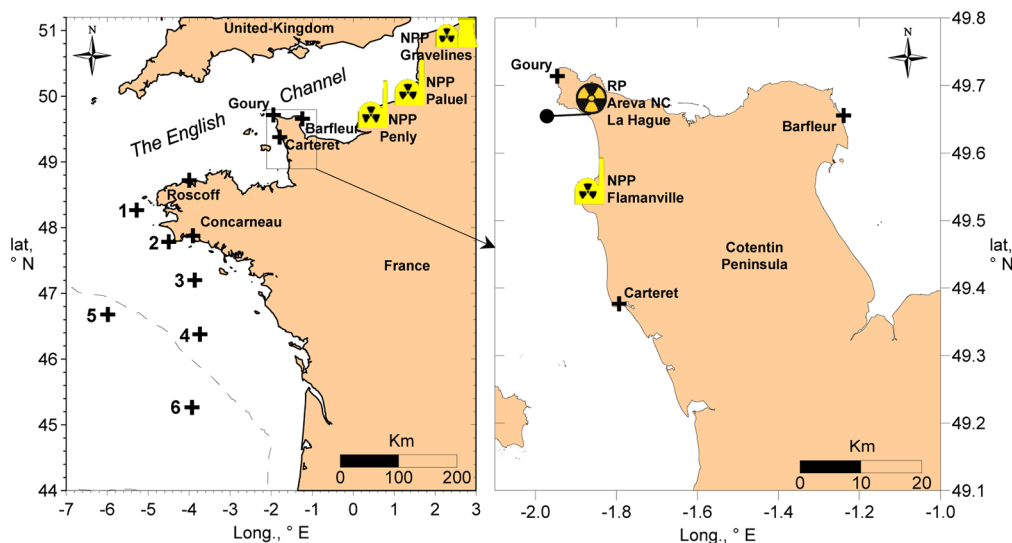 N
United-Kingdom
NPP
Gravelines
NPP
Paluel
NPP
Penly
The English
Channel
Goury
Barfleur
Carteret
Roscoff
Concarneau
France
1
2
3
4
5
6
Km
0 100 200
51
50
49
48
47
46
45
44
lat,
° N
-7 -6 -5 -4 -3 -2 -1 0 1 2 3
Long., ° E
N
Goury
RP
Areva NC
La Hague
Barfleur
NPP
Flamanville
Cotentin
Peninsula
Carteret
Km
0 10 20
49.8
49.7
49.6
49.5
49.4
49.3
49.2
49.1
lat,
° N
-2.0 -1.8 -1.6 -1.4 -1.2 -1.0
Long., ° E